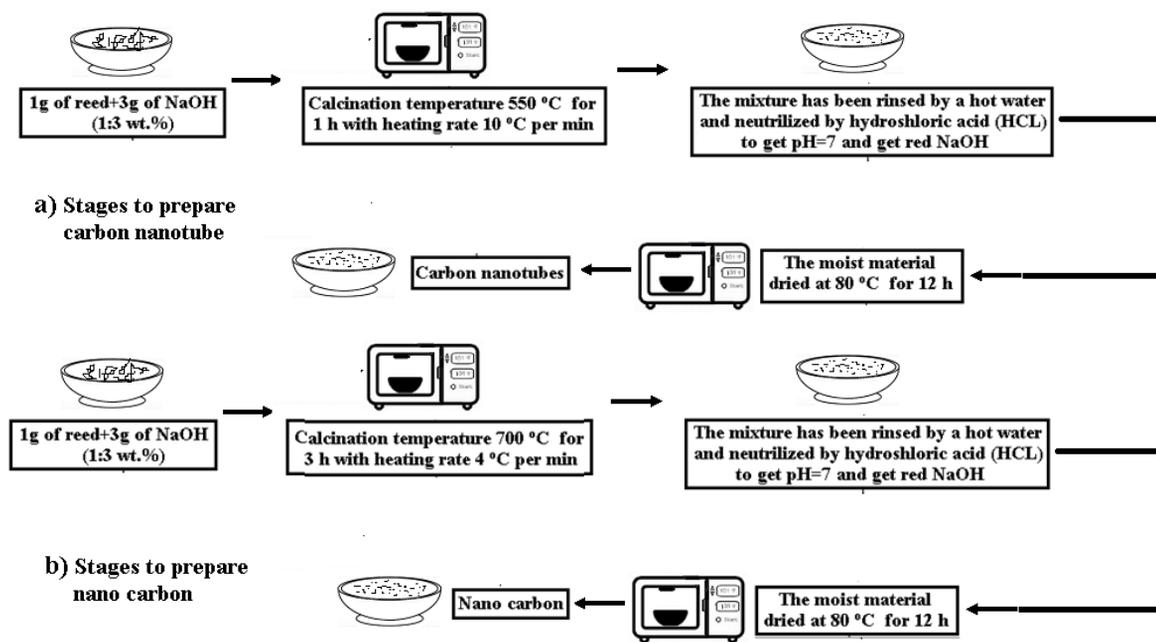 1g of reed+3g of NaOH
(1:3 wt.%)
Calcination temperature 550 °C for
1 h with heating rate 10 °C per min
The mixture has been rinsed by a hot water
and neutrilized by hydroshloric acid (HCL)
to get pH=7 and get red NaOH
a) Stages to prepare
carbon nanotube
Carbon nanotubes
The moist material
dried at 80 °C for 12 h
1g of reed+3g of NaOH
(1:3 wt.%)
Calcination temperature 700 °C for
3 h with heating rate 4 °C per min
The mixture has been rinsed by a hot water
and neutrilized by hydroshloric acid (HCL)
to get pH=7 and get red NaOH
b) Stages to prepare
nano carbon
Nano carbon
The moist material
dried at 80 °C for 12 h